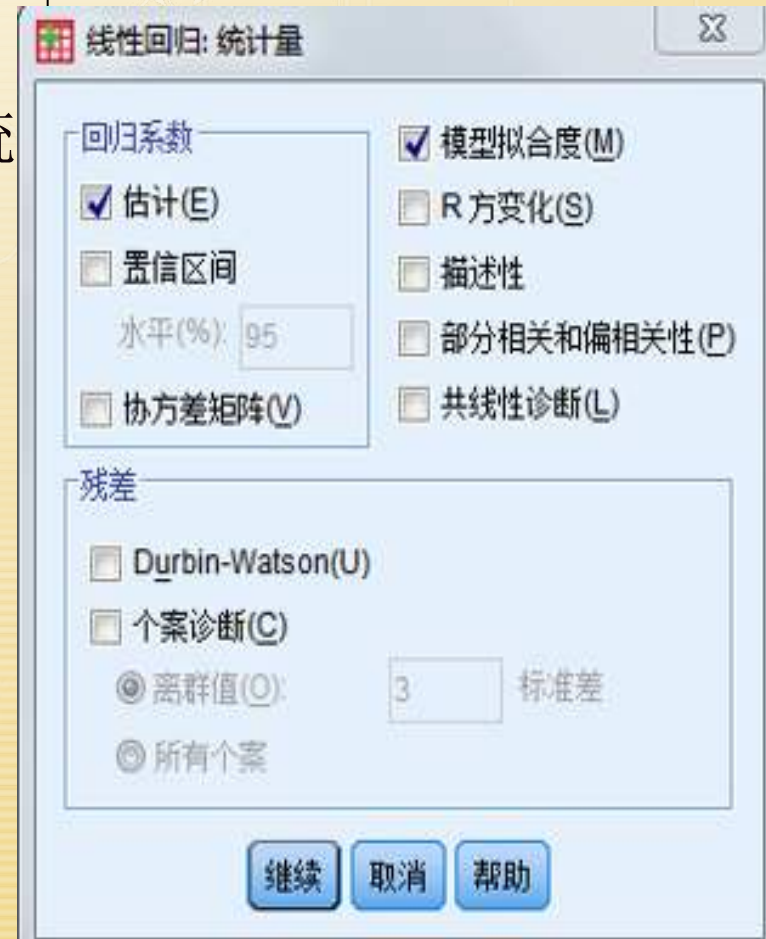 线性回归: 统计量
回归系数
估计(E)
置信区间
水平(%): 95
协方差矩阵(V)
模型拟合度(M)
R 方变化(S)
描述性
部分相关和偏相关性(P)
共线性诊断(L)
残差
Durbin-Watson(U)
个案诊断(C)
离群值(O): 3 标准差
所有个案
继续 取消 帮助